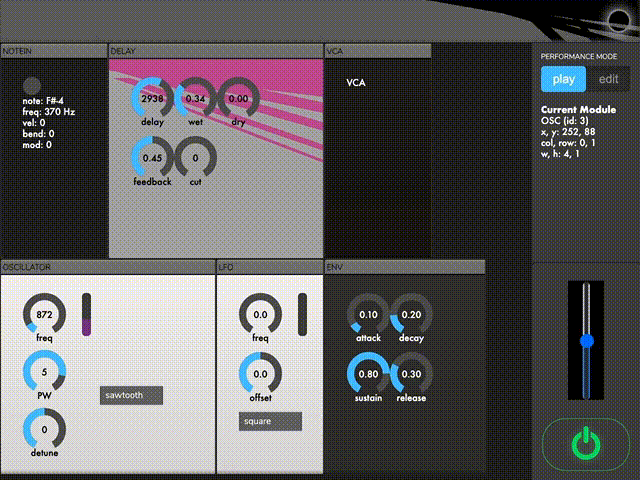 NOTEIN
note: F#-4
freq: 370 Hz
vel: 0
bend: 0
mod: 0
DELAY
2938
delay
0.34
wet
0.00
dry
0.45
feedback
0
cut
VCA
VCA
PERFORMANCE MODE
play edit
Current Module
OSC (id: 3)
x, y: 252, 88
col, row: 0, 1
w, h: 4, 1
OSCILLATOR
872
freq
5
PW
0
detune
sawtooth
LFO
0.0
freq
0.0
offset
square
ENV
0.10
attack
0.20
decay
0.80
sustain
0.30
release